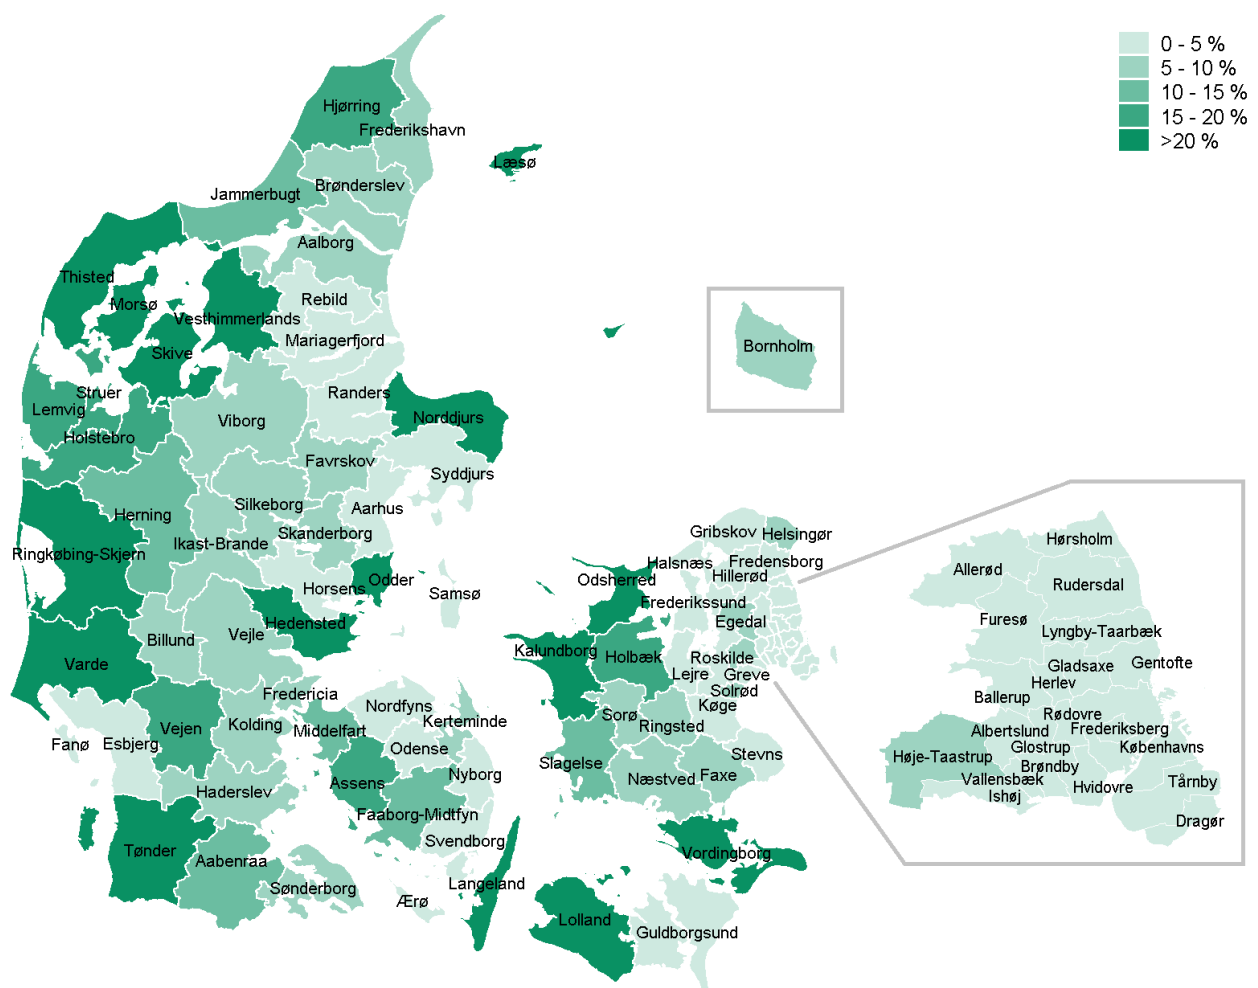 0 - 5 %
5 - 10 %
10 - 15 %
15 - 20 %
>20 %
Hjørring
Frederikshavn
Læsø
Brønderslev
Jammerbugt
Aalborg
Thisted
Rebild
Morsø
Vesthimmerlands
Mariagerfjord
Bornholm
Skive
Struer
Randers
Lemvig
Norddjurs
Viborg
Holstebro
Favrskov
Syddjurs
Silkeborg
Aarhus
Herning
Skanderborg
Ikast-Brande
Ringkøbing-Skjern
Horsens
Odder
Samsø
Hedensted
Billund
Vejle
Varde
Fredericia
Vejen
Kolding
Fanø
Esbjerg
Haderslev
Tønder
Aabenraa
Sønderborg
Nordfyns
Middelfart
Kerteminde
Odense
Assens
Nyborg
Faaborg-Midtfyn
Svendborg
Langeland
Ærø
Gribskov
Helsingør
Halsnæs
Fredensborg
Hillerød
Odsherred
Frederikssund
Egedal
Kalundborg
Holbæk
Roskilde
Lejre
Greve
Solrød
Køge
Sorø
Ringsted
Stevns
Slagelse
Næstved
Faxe
Vordingborg
Lolland
Guldborgsund
Hørsholm
Allerød
Rudersdal
Furesø
Lyngby-Taarbæk
Gladsaxe
Gentofte
Herlev
Ballerup
Rødovre
Albertslund
Frederiksberg
Høje-Taastrup
Glostrup
Københavns
Brøndby
Vallensbæk
Ishøj
Hvidovre
Tårnby
Dragør